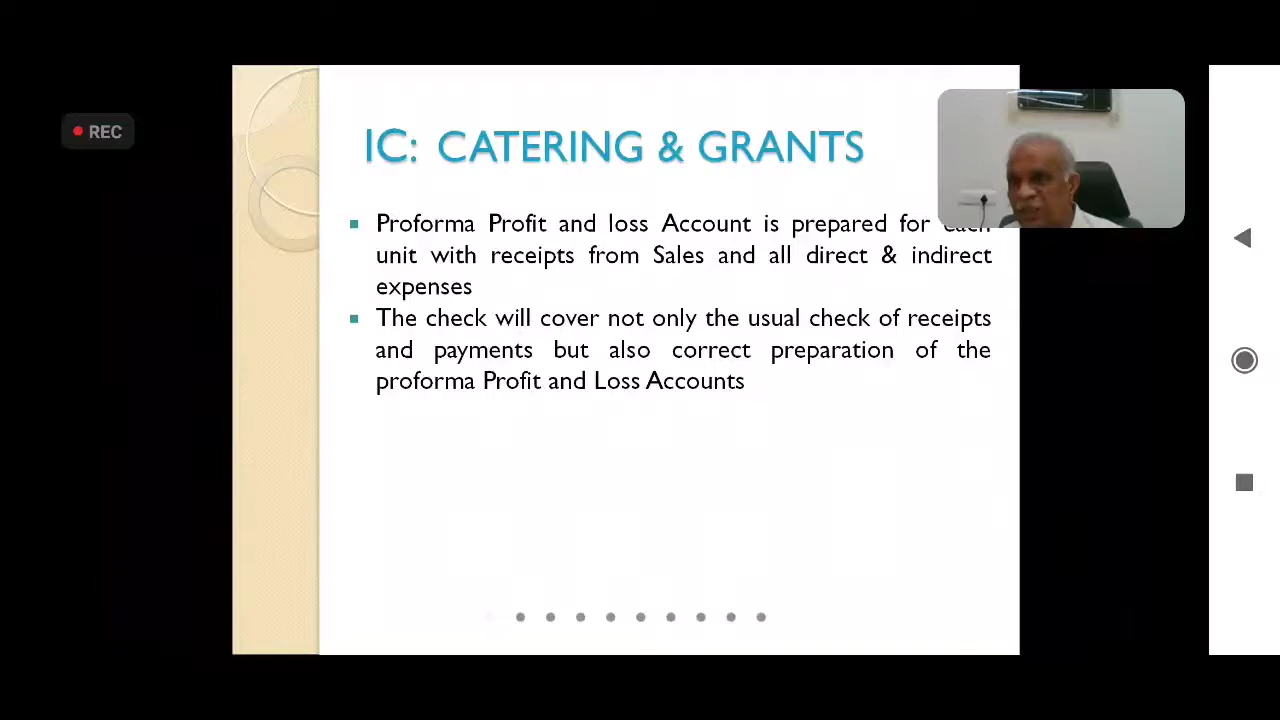 REC
IC: CATERING & GRANTS
Proforma Profit and loss Account is prepared for each
unit with receipts from Sales and all direct & indirect
expenses
The check will cover not only the usual check of receipts
and payments but also correct preparation of the
proforma Profit and Loss Accounts